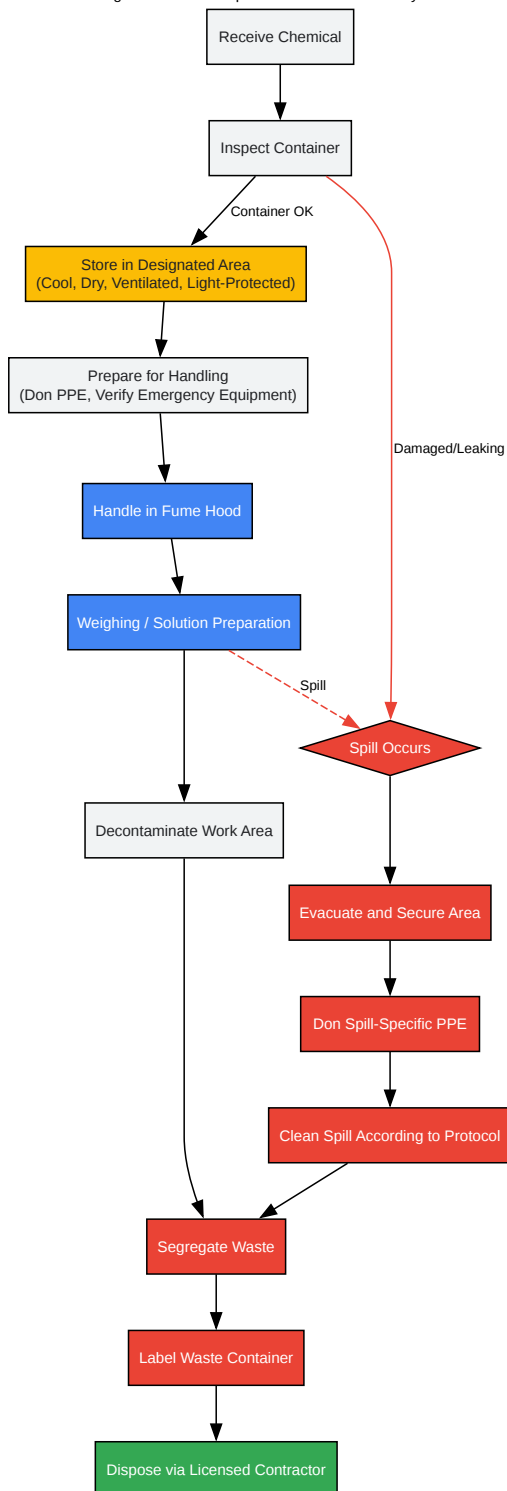 Receive Chemical
Inspect Container
Container OK
Store in Designated Area
(Cool, Dry, Ventilated, Light-Protected)
Prepare for Handling
(Don PPE, Verify Emergency Equipment)
Damaged/Leaking
Handle in Fume Hood
Weighing / Solution Preparation
Spill
Spill Occurs
Decontaminate Work Area
Evacuate and Secure Area
Don Spill-Specific PPE
Clean Spill According to Protocol
Segregate Waste
Label Waste Container
Dispose via Licensed Contractor